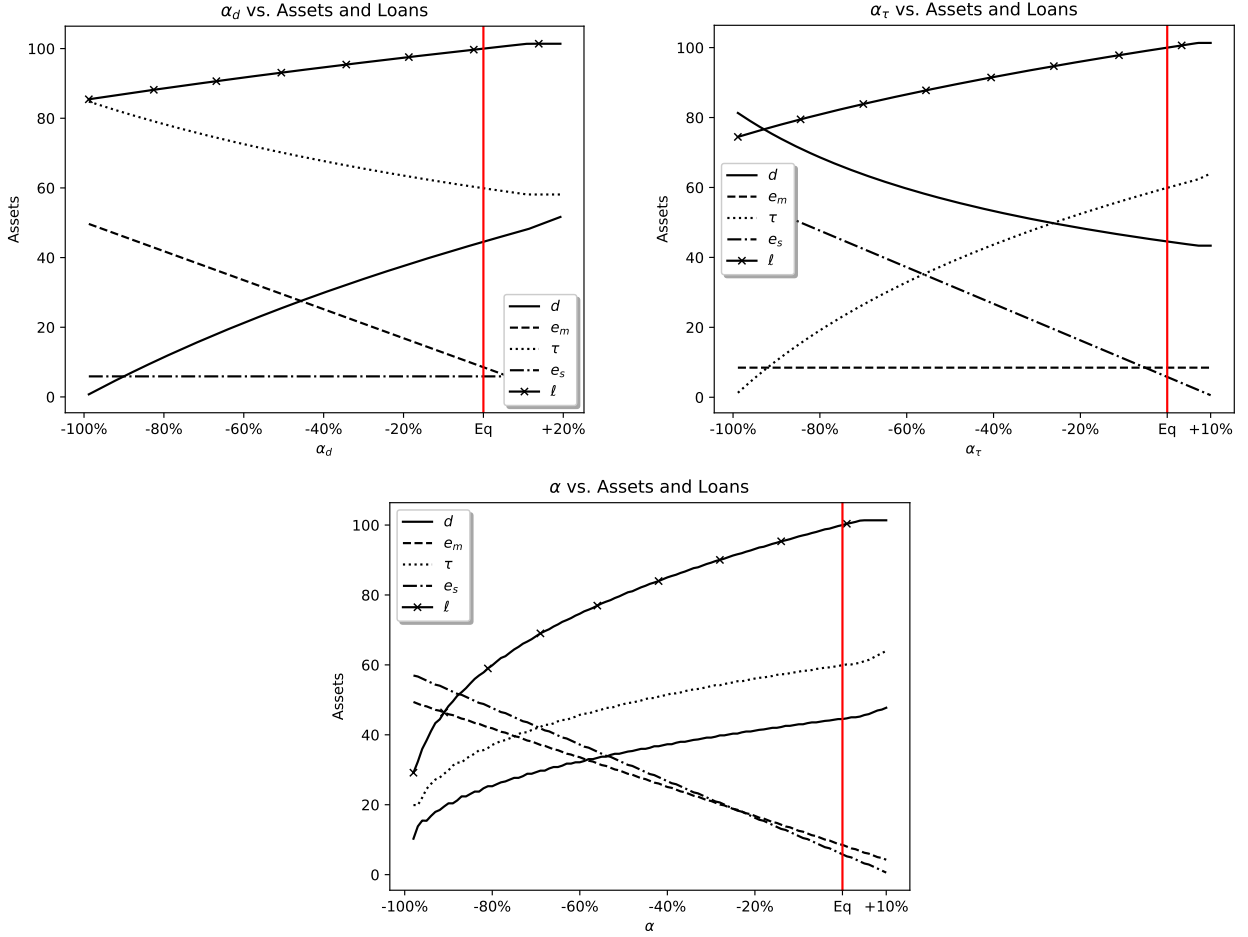 α_d vs. Assets and Loans
Assets
100
80
60
40
20
0
-100% -80% -60% -40% -20% Eq +20%
α_d
d
e_m
τ
e_s
ℓ
α_τ vs. Assets and Loans
Assets
100
80
60
40
20
0
-100% -80% -60% -40% -20% Eq +10%
α_τ
d
e_m
τ
e_s
ℓ
α vs. Assets and Loans
Assets
100
80
60
40
20
0
-100% -80% -60% -40% -20% Eq +10%
α
d
e_m
τ
e_s
ℓ